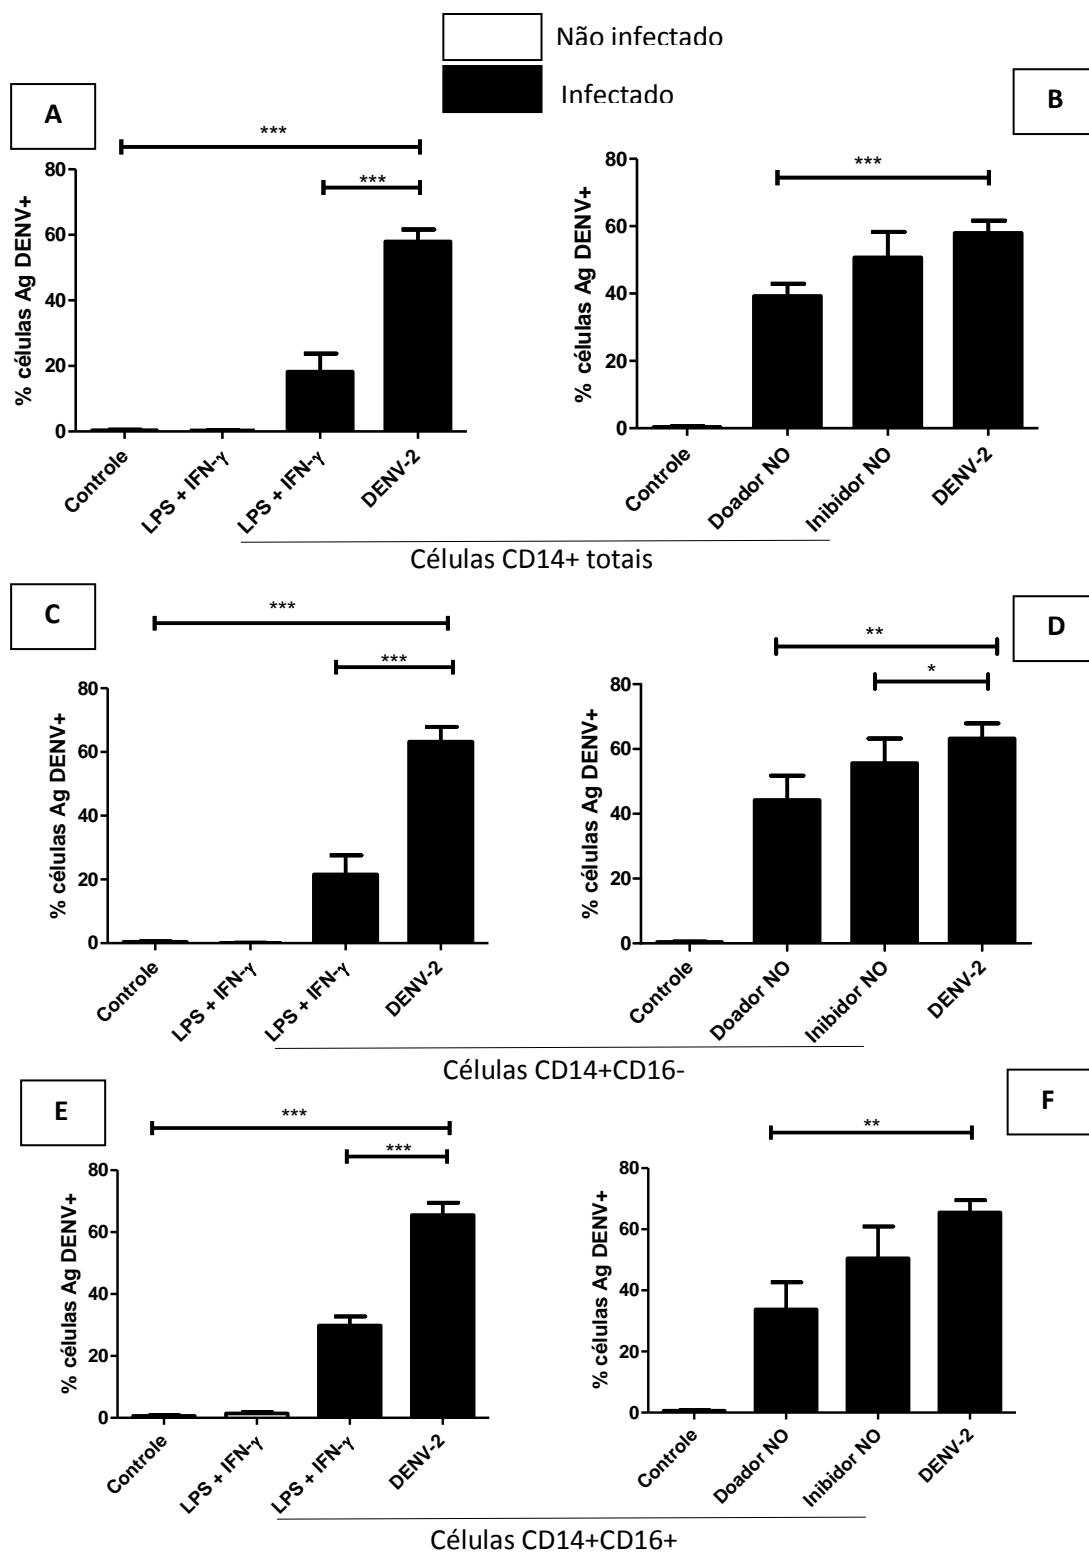 Não infectado
Infectado
A
***
***
% células Ag DENV+
80
60
40
20
0
Controle
LPS + IFN-γ
LPS + IFN-γ
DENV-2
B
***
% células Ag DENV+
80
60
40
20
0
Controle
Doador NO
Inibidor NO
DENV-2
Células CD14+ totais
C
***
***
% células Ag DENV+
80
60
40
20
0
Controle
LPS + IFN-γ
LPS + IFN-γ
DENV-2
D
**
*
% células Ag DENV+
80
60
40
20
0
Controle
Doador NO
Inibidor NO
DENV-2
Células CD14+CD16-
E
***
***
% células Ag DENV+
80
60
40
20
0
Controle
LPS + IFN-γ
LPS + IFN-γ
DENV-2
F
**
% células Ag DENV+
80
60
40
20
0
Controle
Doador NO
Inibidor NO
DENV-2
Células CD14+CD16+